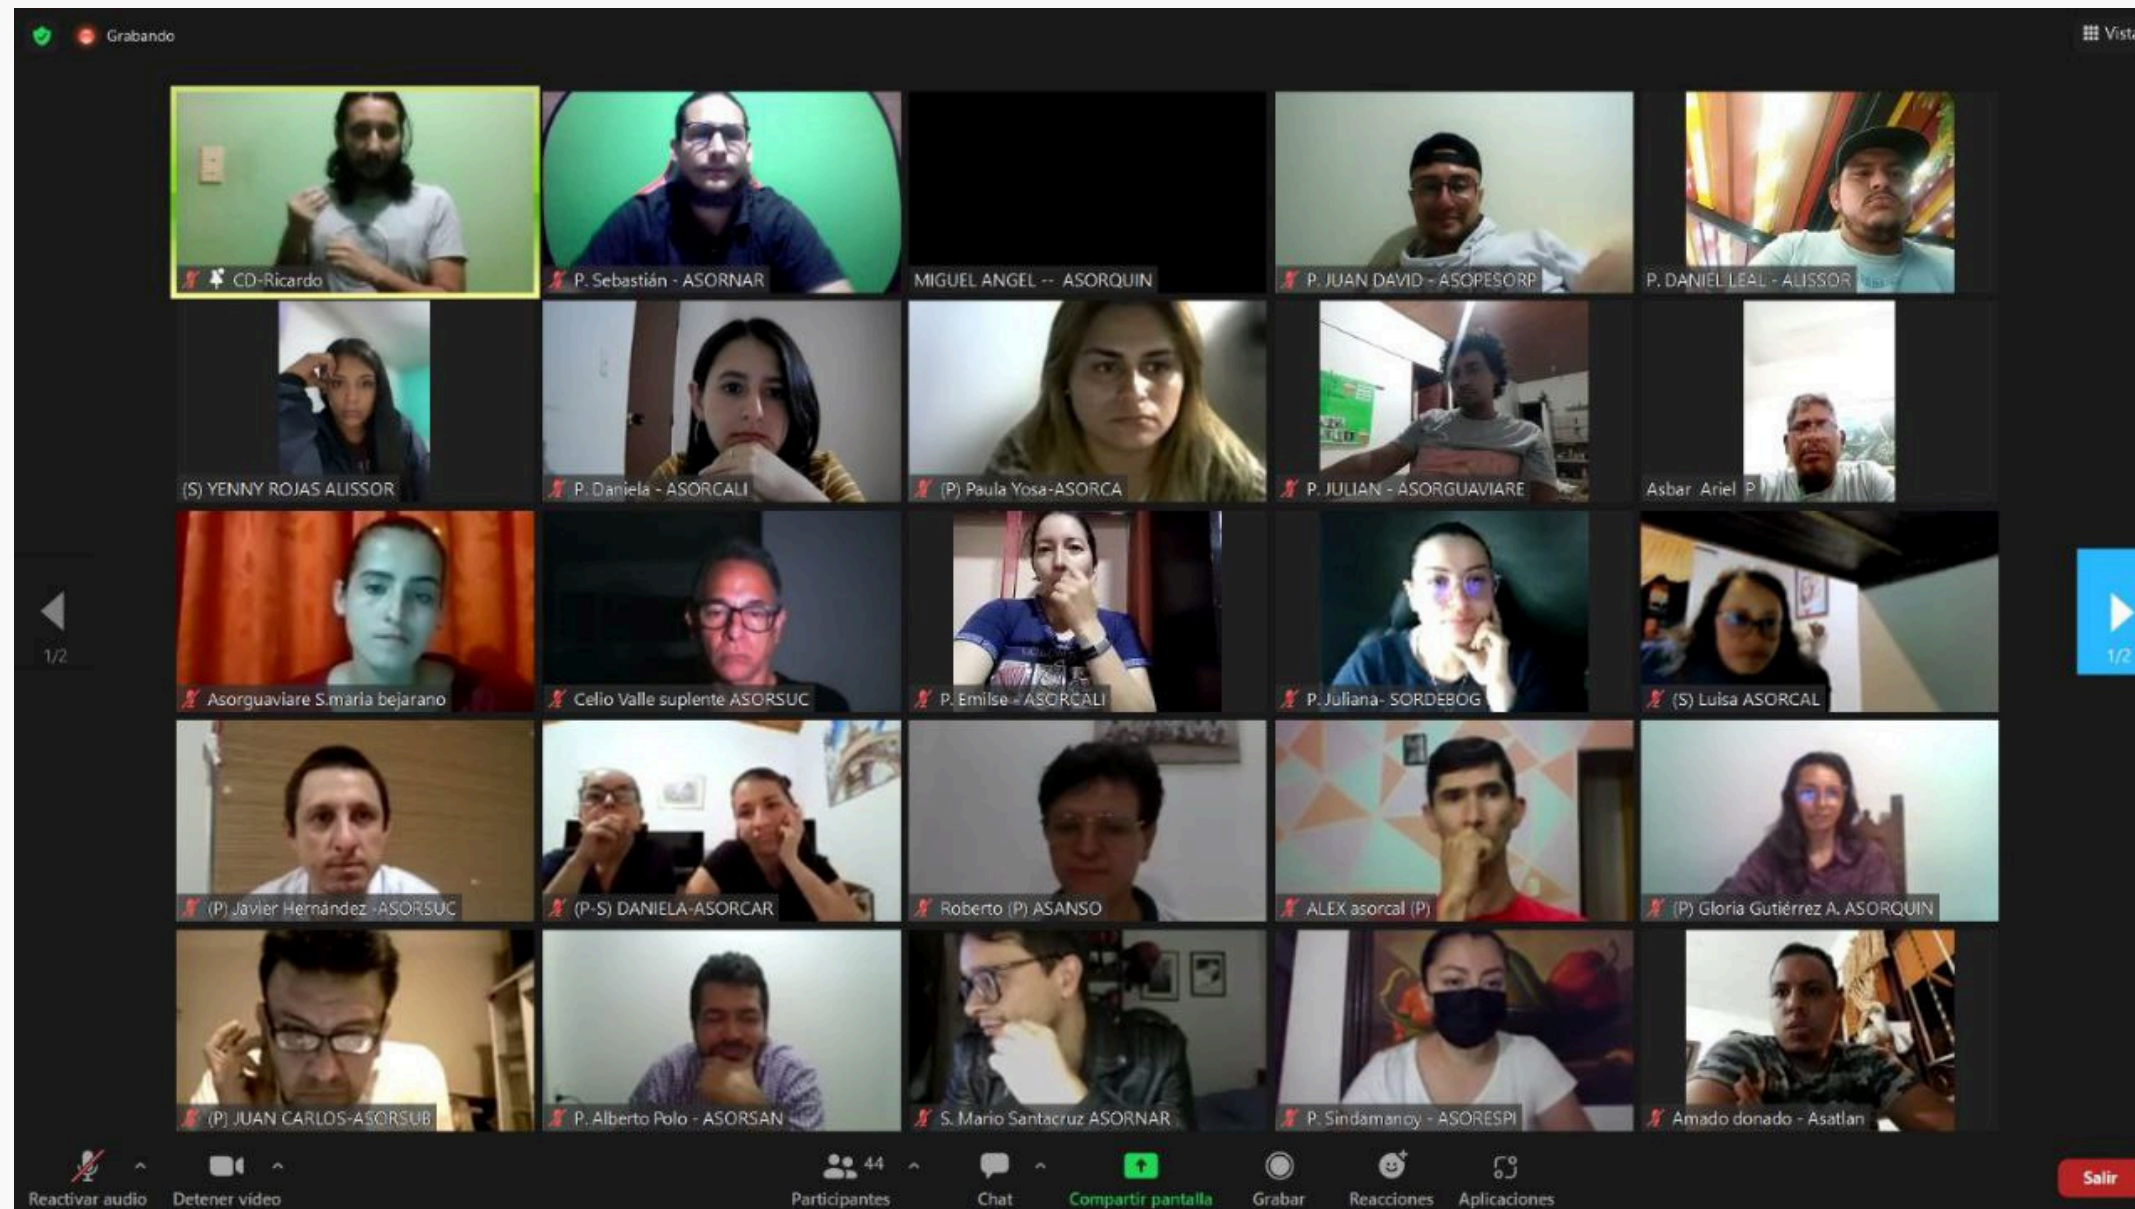 Grabando
Vista
CD-Ricardo
P. Sebastián - ASORNAR
MIGUEL ANGEL -- ASORQUIN
P. JUAN DAVID - ASOPESORP
P. DANIEL LEAL - ALISSOR
(S) YENNY ROJAS ALISSOR
P. Daniela - ASORCALI
(P) Paula Yosa-ASORCA
P. JULIAN - ASORGUAVIARE
Asbar Ariel P
Asorguaviare S.maria bejarano
Celio Valle suplente ASORSUC
P. Emilse - ASORCALI
P. Juliana- SORDEBOG
(S) Luisa ASORCAL
1/2
1/2
(P) Javier Hernández -ASORSUC
(P-S) DANIELA-ASORCAR
Roberto (P) ASANSO
ALEX asorcal (P)
(P) Gloria Gutiérrez A. ASORQUIN
(P) JUAN CARLOS-ASORSUB
P. Alberto Polo - ASORSAN
S. Mario Santacruz ASORNAR
P. Sindamanoy - ASORESPI
Amado donado - Asatlan
44
Reactivar audio
Detener vídeo
Participantes
Chat
Compartir pantalla
Grabar
Reacciones
Aplicaciones
Salir